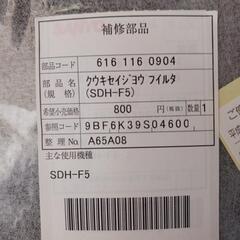 補修部品
部品コード 616 116 0904
部品名 クウキセイジヨウ フイルタ
(規格) (SDH-F5)
希望小売価格 800 円(税抜) 数量 1
参照コード 9BF6K39S04600
整理No. A65A08
主な使用機種
SDH-F5